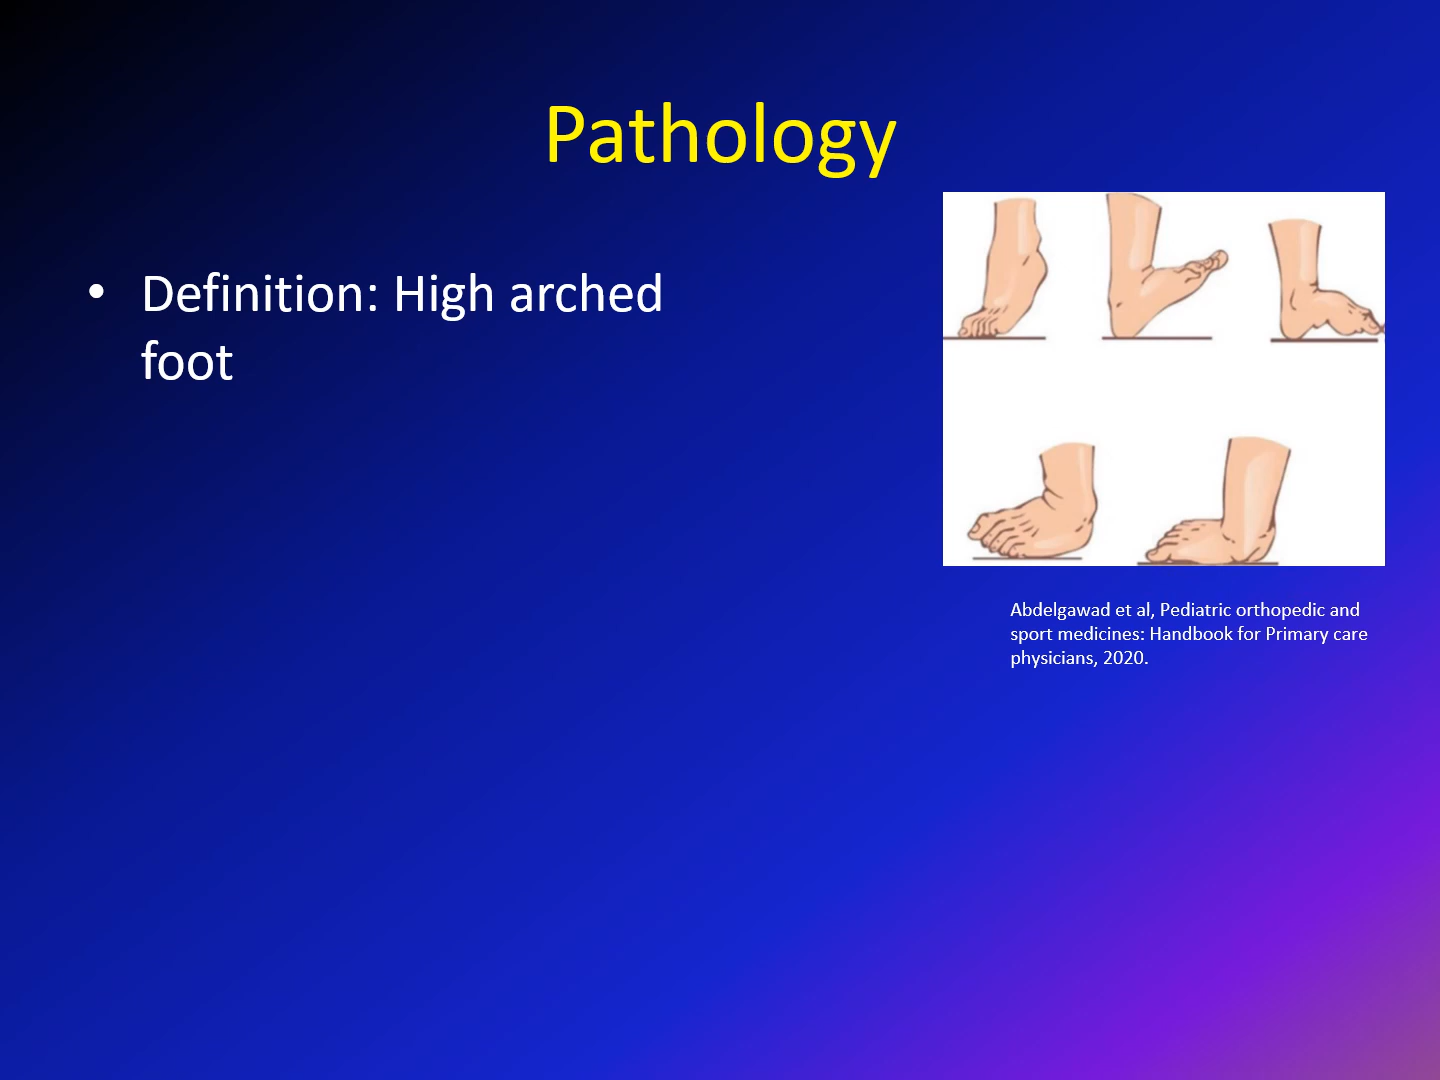 Pathology
• Definition: High arched
foot
Abdelgawad et al, Pediatric orthopedic and
sport medicines: Handbook for Primary care
physicians, 2020.